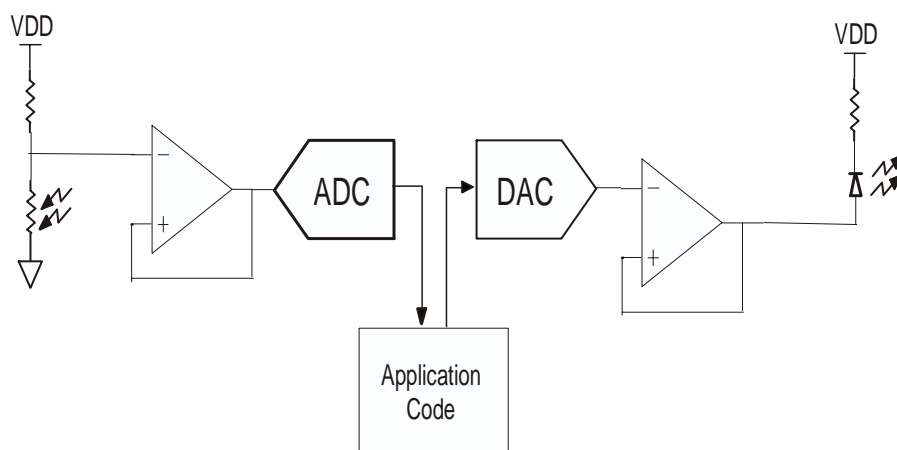 VDD
VDD
−
+
ADC
DAC
−
+
Application
Code